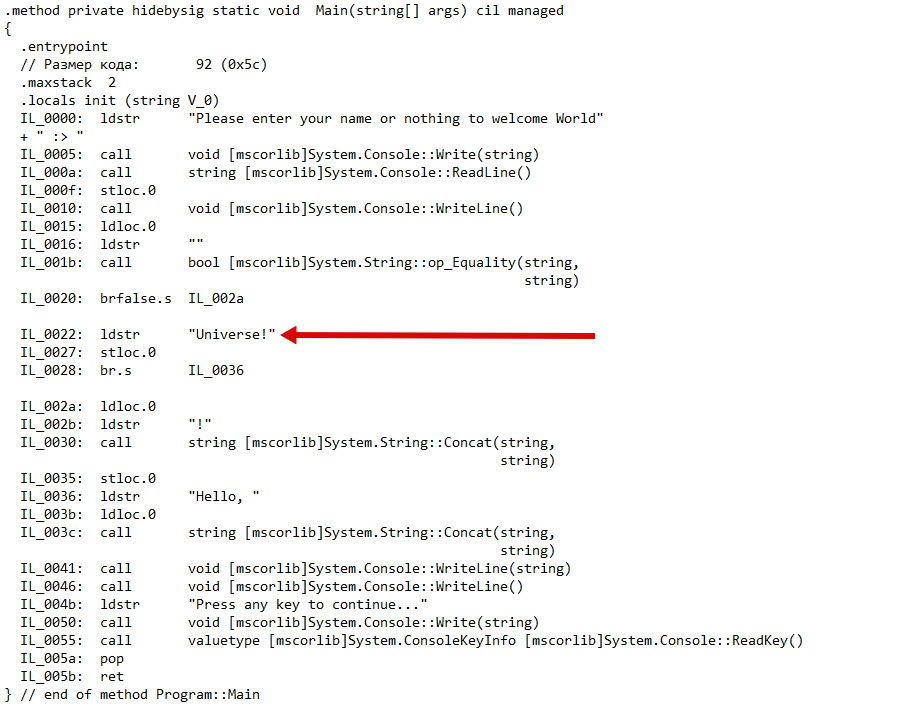 .method private hidebysig static void  Main(string[] args) cil managed
{
  .entrypoint
  // Размер кода:       92 (0x5c)
  .maxstack  2
  .locals init (string V_0)
  IL_0000:  ldstr      "Please enter your name or nothing to welcome World"
  + " :> "
  IL_0005:  call       void [mscorlib]System.Console::Write(string)
  IL_000a:  call       string [mscorlib]System.Console::ReadLine()
  IL_000f:  stloc.0
  IL_0010:  call       void [mscorlib]System.Console::WriteLine()
  IL_0015:  ldloc.0
  IL_0016:  ldstr      ""
  IL_001b:  call       bool [mscorlib]System.String::op_Equality(string,
                                                                 string)
  IL_0020:  brfalse.s  IL_002a
  IL_0022:  ldstr      "Universe!"
  IL_0027:  stloc.0
  IL_0028:  br.s       IL_0036
  IL_002a:  ldloc.0
  IL_002b:  ldstr      "!"
  IL_0030:  call       string [mscorlib]System.String::Concat(string,
                                                              string)
  IL_0035:  stloc.0
  IL_0036:  ldstr      "Hello, "
  IL_003b:  ldloc.0
  IL_003c:  call       string [mscorlib]System.String::Concat(string,
                                                              string)
  IL_0041:  call       void [mscorlib]System.Console::WriteLine(string)
  IL_0046:  call       void [mscorlib]System.Console::WriteLine()
  IL_004b:  ldstr      "Press any key to continue..."
  IL_0050:  call       void [mscorlib]System.Console::Write(string)
  IL_0055:  call       valuetype [mscorlib]System.ConsoleKeyInfo [mscorlib]System.Console::ReadKey()
  IL_005a:  pop
  IL_005b:  ret
} // end of method Program::Main